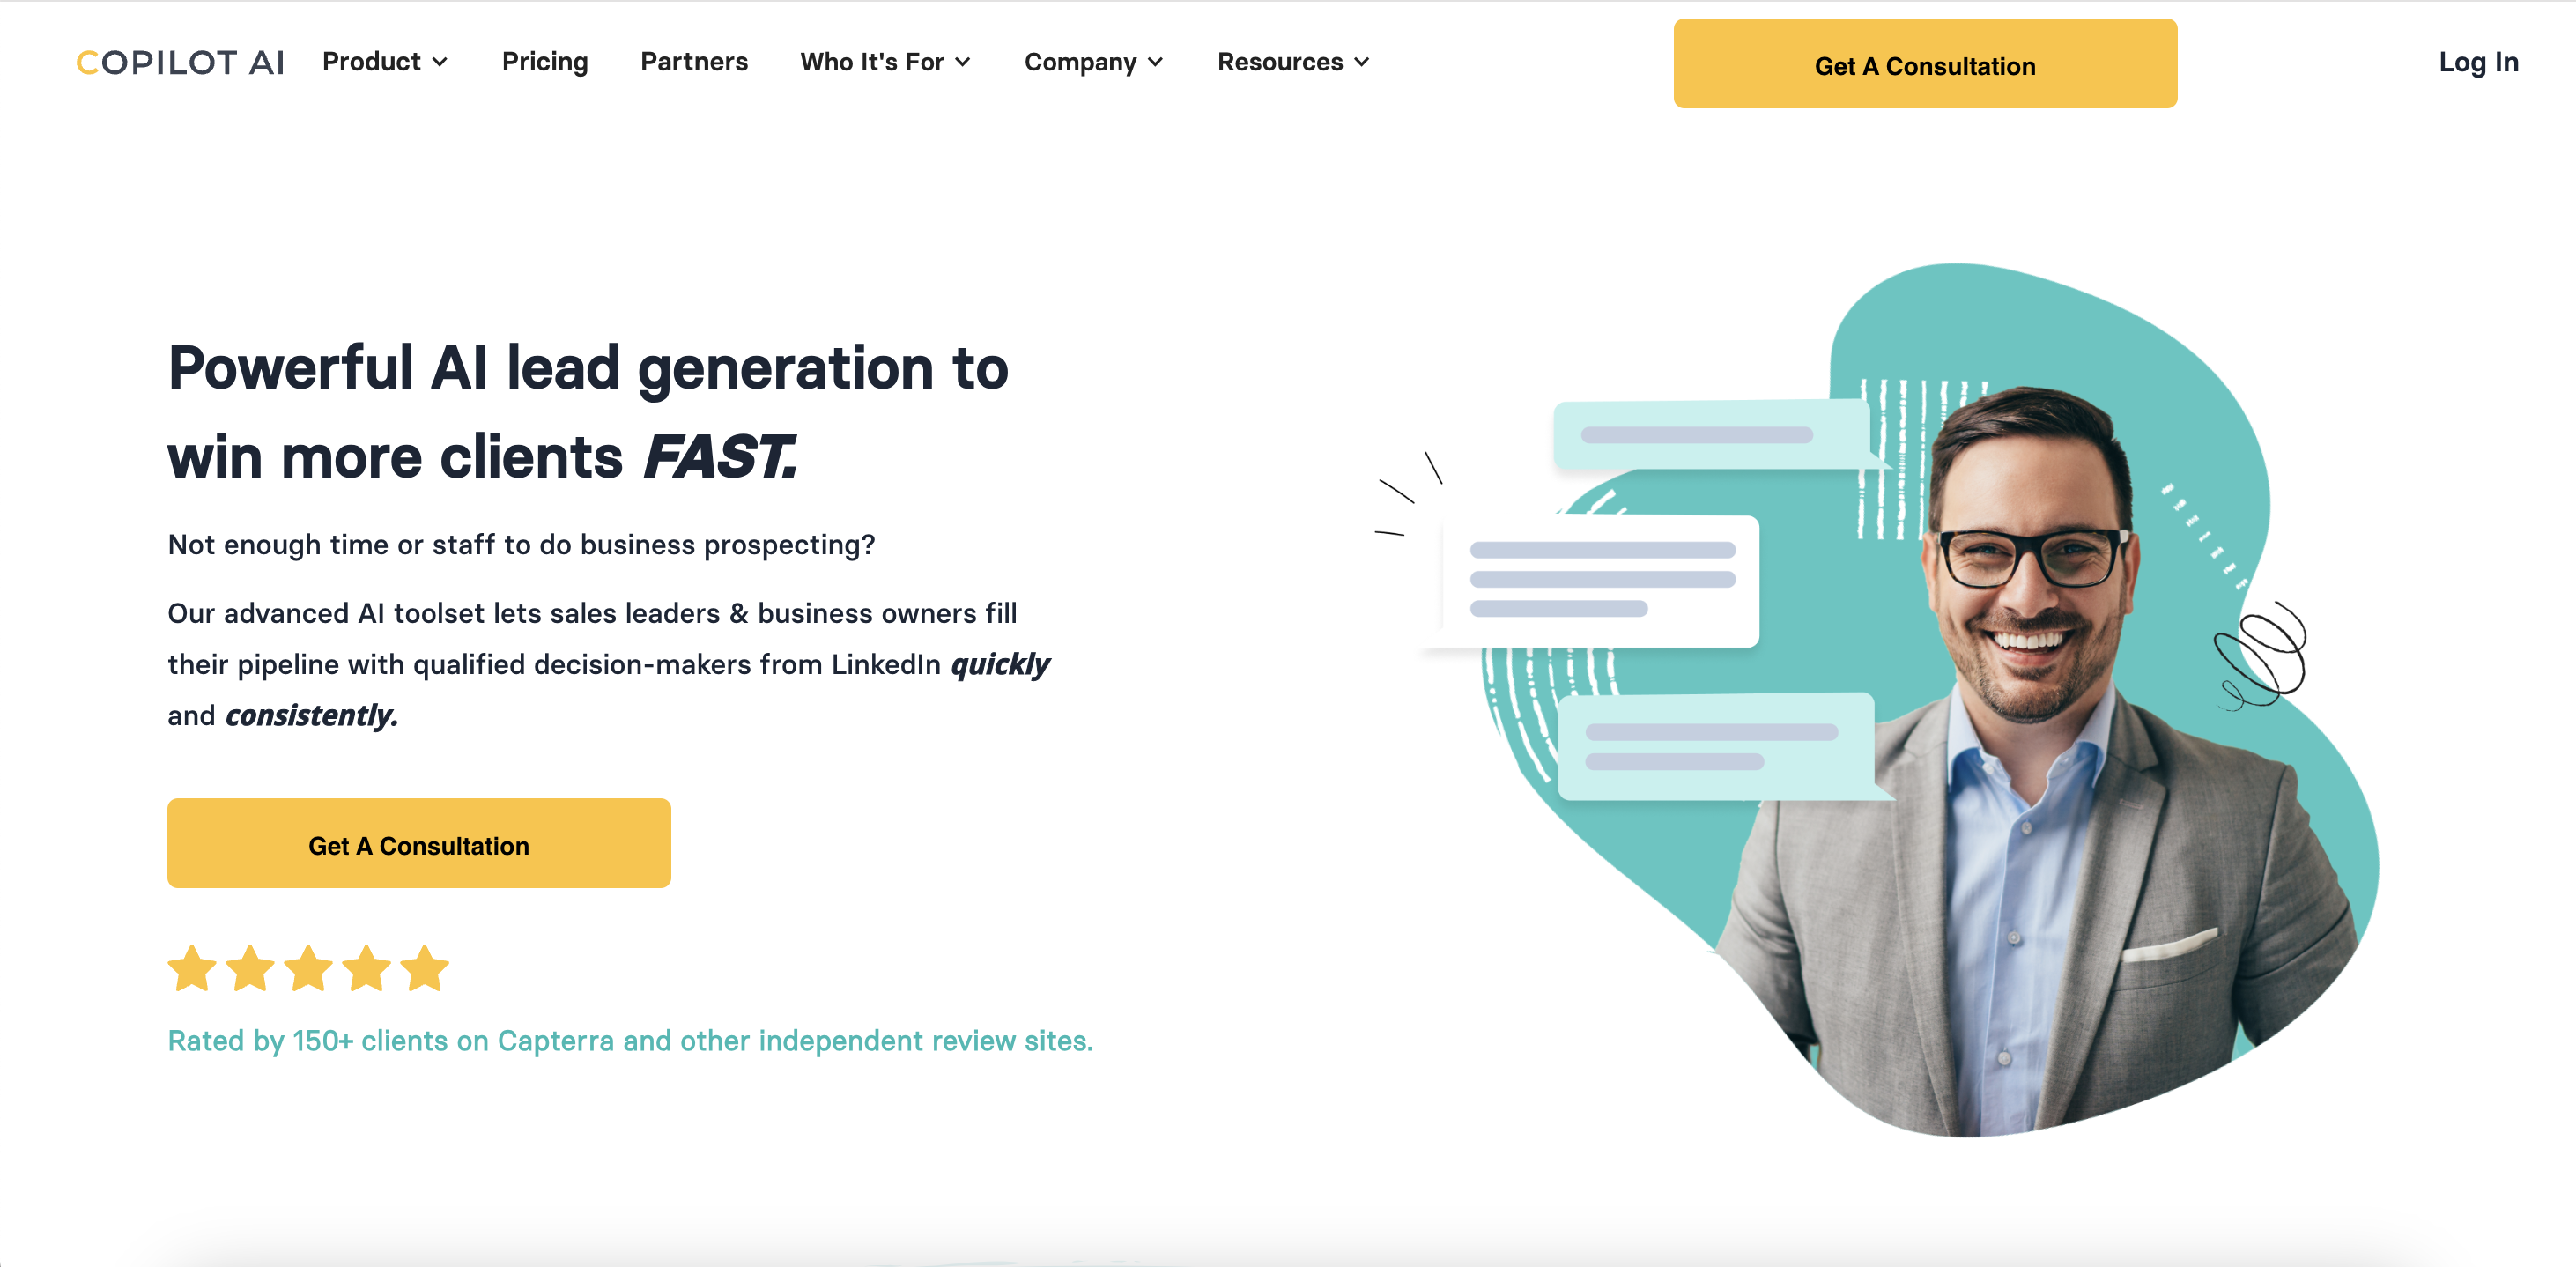 COPILOT AI
Product
Pricing
Partners
Who It's For
Company
Resources
Get A Consultation
Log In
Powerful AI lead generation to
win more clients FAST.
Not enough time or staff to do business prospecting?
Our advanced AI toolset lets sales leaders & business owners fill
their pipeline with qualified decision-makers from LinkedIn quickly
and consistently.
Get A Consultation
Rated by 150+ clients on Capterra and other independent review sites.